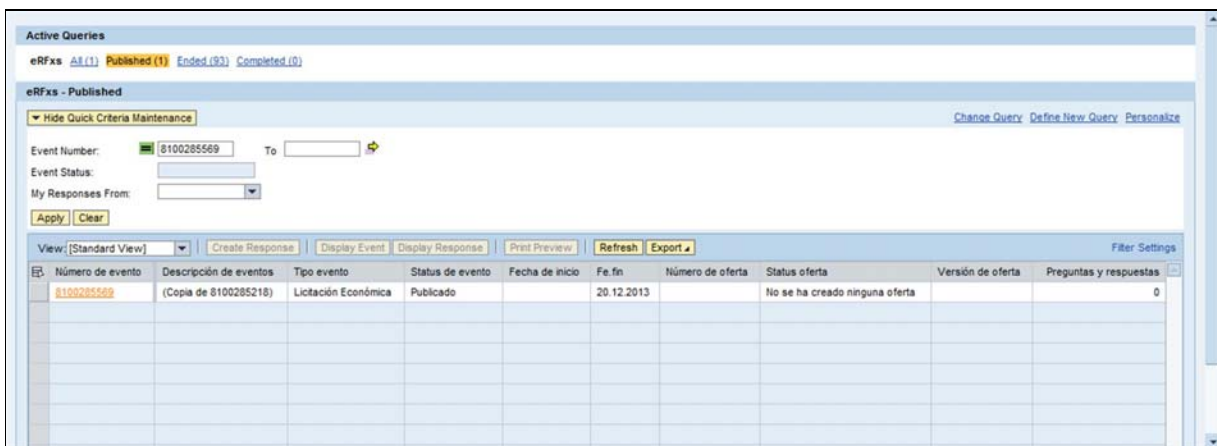 Active Queries
eRFxs All (1) Published (1) Ended (93) Completed (0)
eRFxs - Published
Hide Quick Criteria Maintenance Change Query Define New Query Personalize
Event Number: 8100285569 To
Event Status:
My Responses From:
Apply Clear
View: [Standard View] Create Response Display Event Display Response Print Preview Refresh Export Filter Settings
Número de evento Descripción de eventos Tipo evento Status de evento Fecha de inicio Fe.fin Número de oferta Status oferta Versión de oferta Preguntas y respuestas
8100285569 (Copia de 8100285218) Licitación Económica Publicado 20.12.2013 No se ha creado ninguna oferta 0